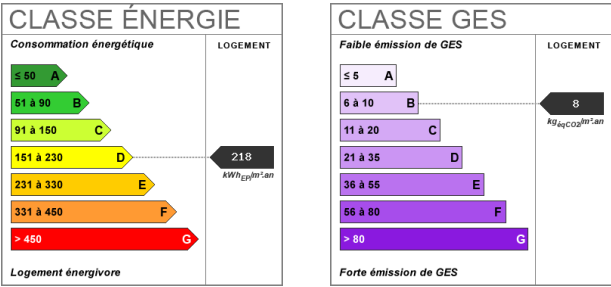 CLASSE ÉNERGIE
Consommation énergétique
LOGEMENT
≤ 50 A
51 à 90 B
91 à 150 C
151 à 230 D
218
kWhEP/m².an
231 à 330 E
331 à 450 F
> 450 G
Logement énergivore
CLASSE GES
Faible émission de GES
LOGEMENT
≤ 5 A
6 à 10 B
8
kgéqCO2/m².an
11 à 20 C
21 à 35 D
36 à 55 E
56 à 80 F
> 80 G
Forte émission de GES